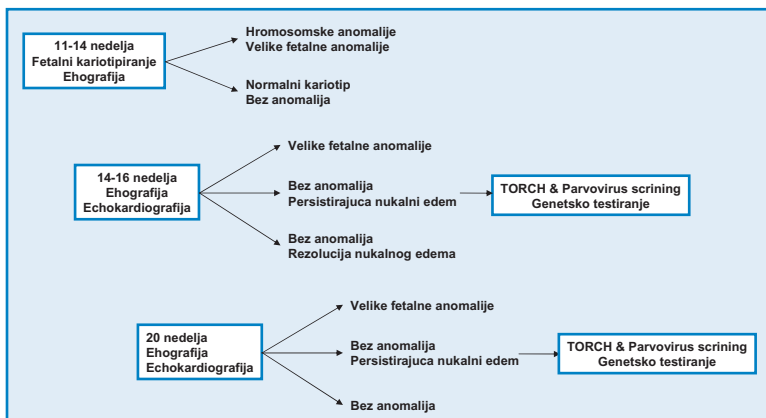 11-14 nedelja
Fetalni kariotipiranje
Ehografija
Hromosomske anomalije
Velike fetalne anomalije
Normalni kariotip
Bez anomalija
14-16 nedelja
Ehografija
Echokardiografija
Velike fetalne anomalije
Bez anomalija
Persistirajuca nukalni edem
TORCH & Parvovirus scrining
Genetsko testiranje
Bez anomalija
Rezolucija nukalnog edema
20 nedelja
Ehografija
Echokardiografija
Velike fetalne anomalije
Bez anomalija
Persistirajuca nukalni edem
TORCH & Parvovirus scrining
Genetsko testiranje
Bez anomalija